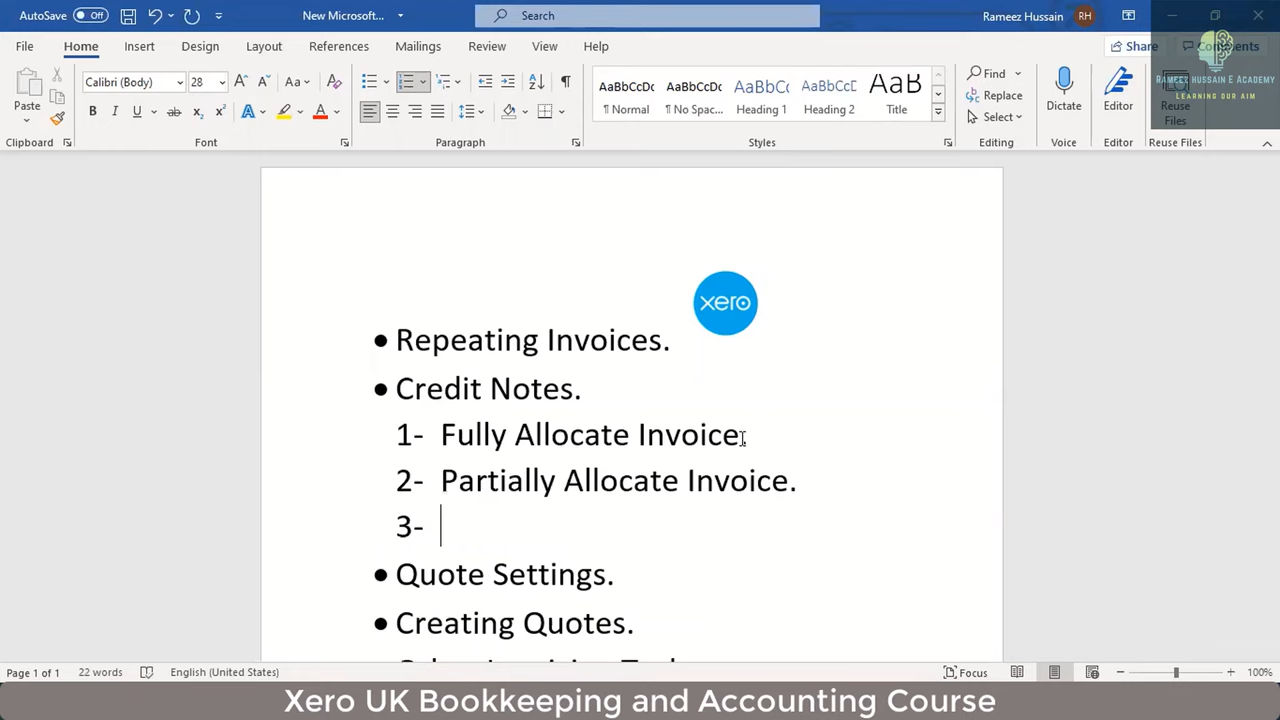 AutoSave Off New Microsoft... Search Rameez Hussain RH
File Home Insert Design Layout References Mailings Review View Help Share Comments
RAMEEZ HUSSAIN E ACADEMY
LEARNING OUR AIM
Paste Calibri (Body) 28 Aa AaBbCcDc AaBbCcDc AaBbCc AaBbCcD AaB Find Replace Select Dictate Editor Reuse Files
¶ Normal ¶ No Spac... Heading 1 Heading 2 Title
Clipboard Font Paragraph Styles Editing Voice Editor Reuse Files
xero
• Repeating Invoices.
• Credit Notes.
1- Fully Allocate Invoice.
2- Partially Allocate Invoice.
3-
• Quote Settings.
• Creating Quotes.
Page 1 of 1 22 words English (United States) Focus 100%
Xero UK Bookkeeping and Accounting Course